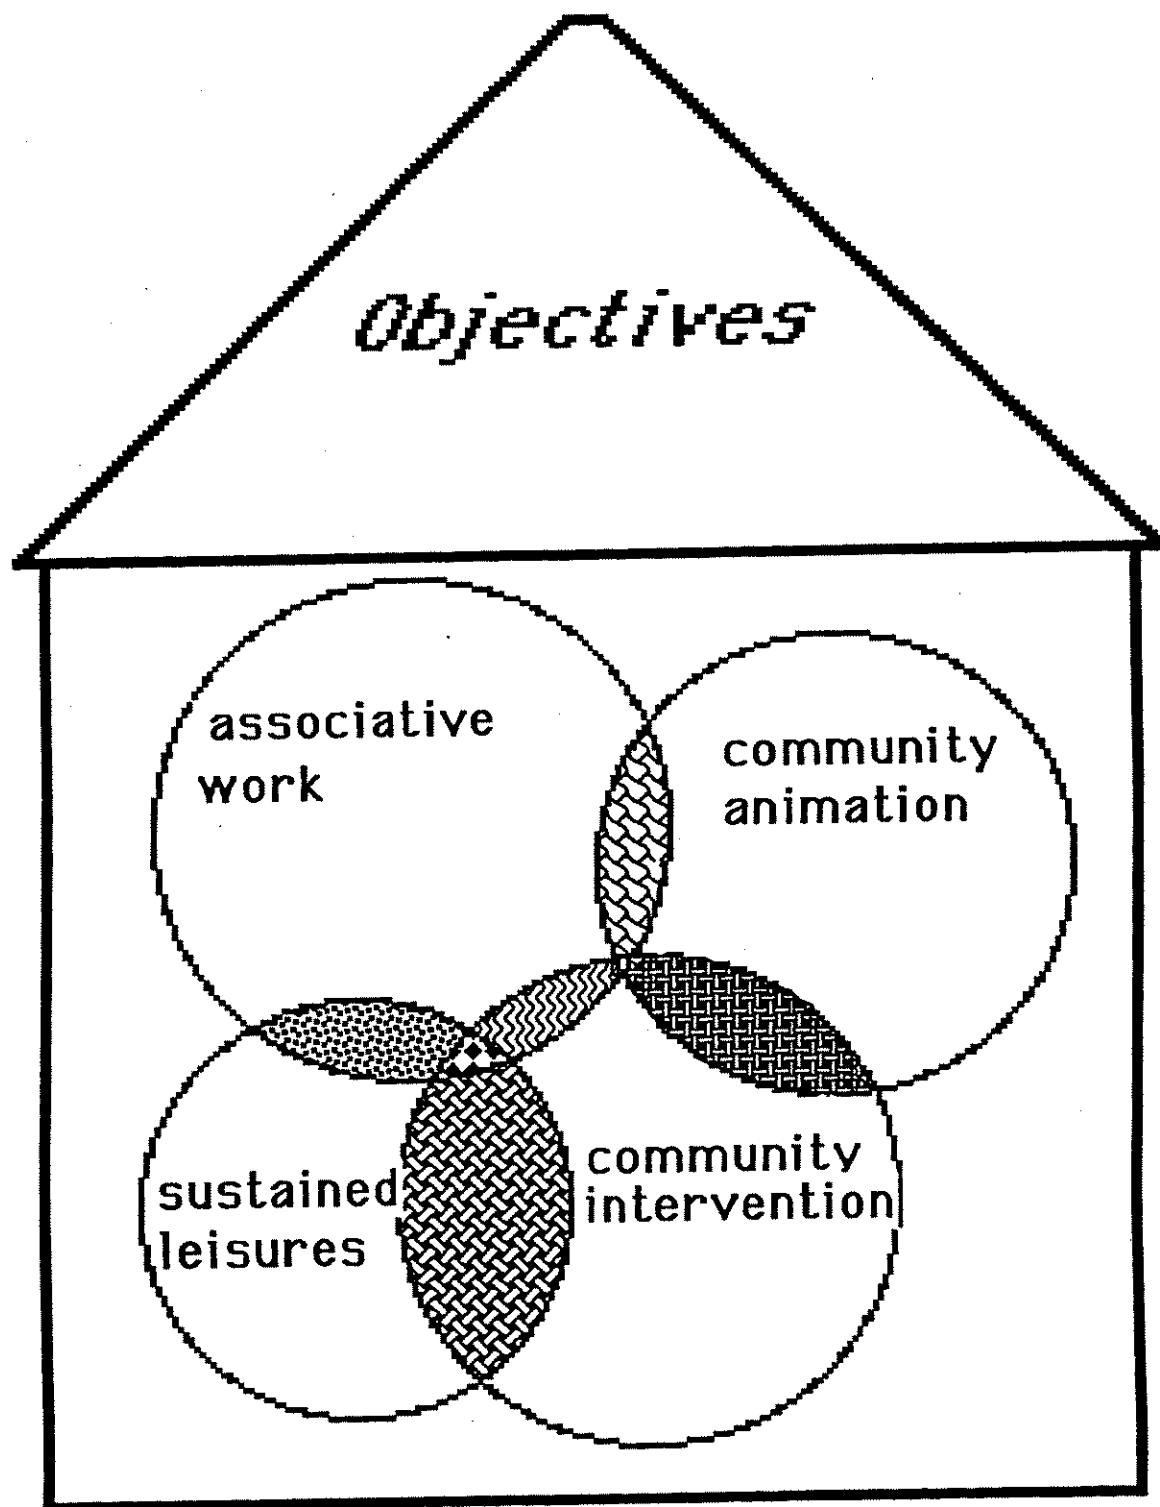 Objectives
associative
work
community
animation
sustained
leisures
community
intervention